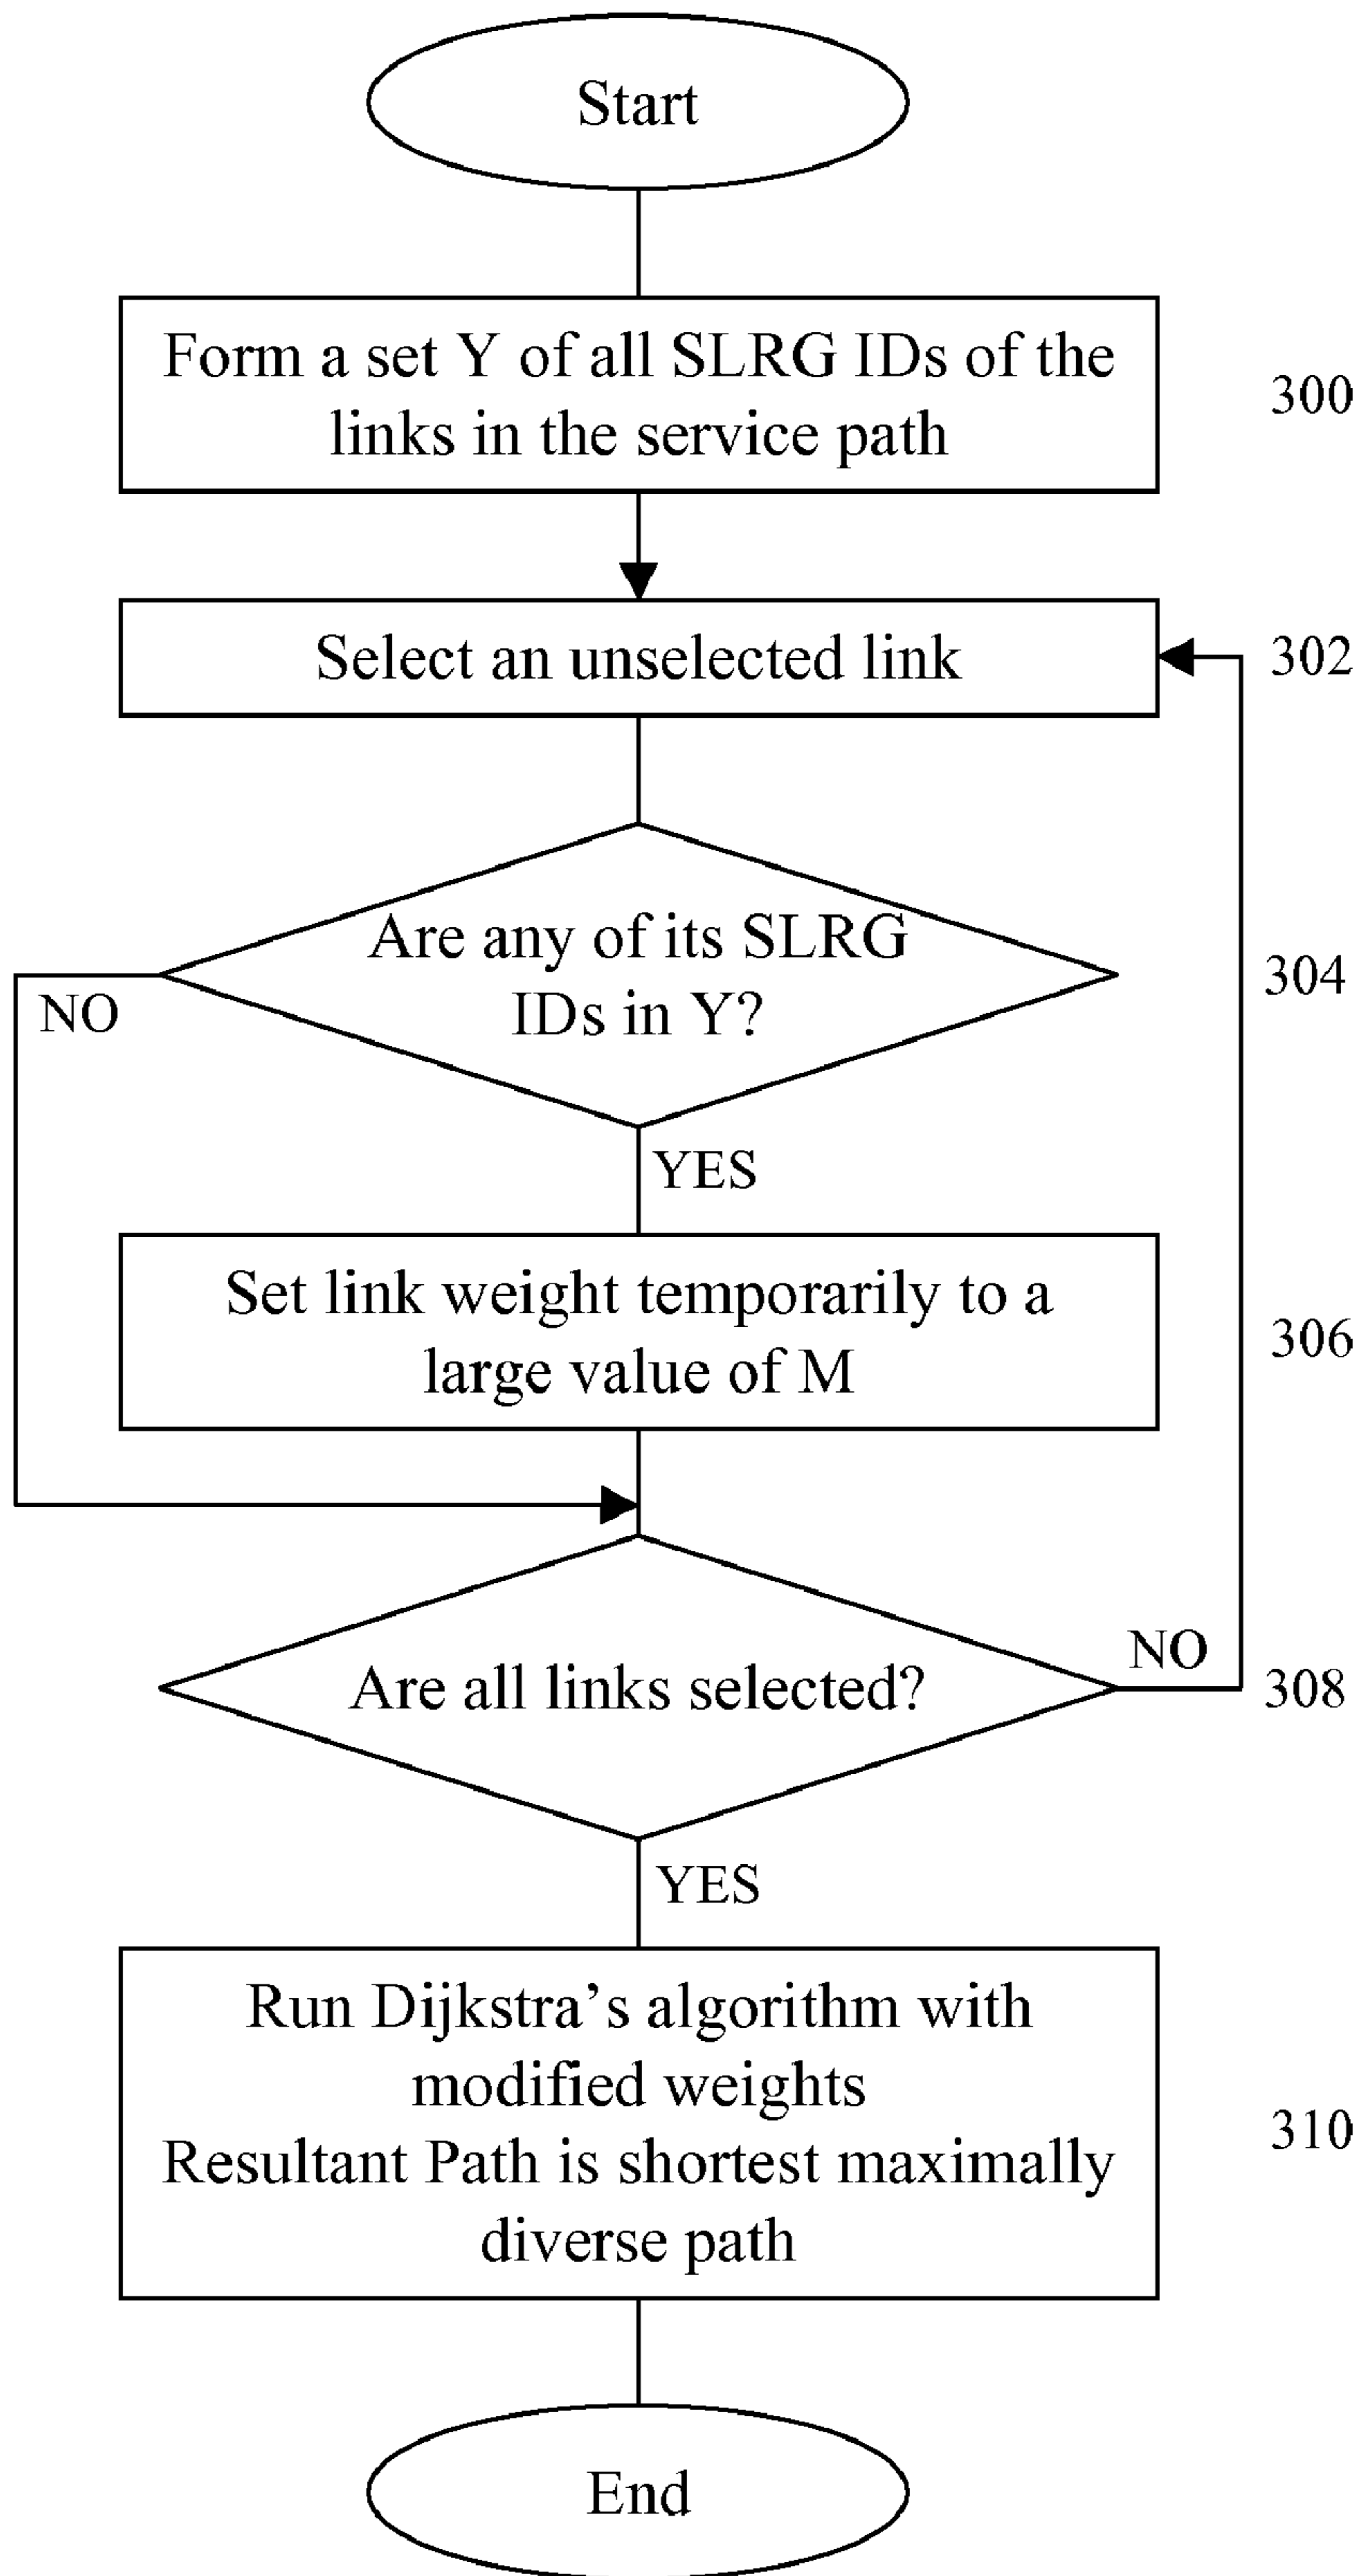 Start
Form a set Y of all SLRG IDs of the
links in the service path
300
Select an unselected link
302
Are any of its SLRG
IDs in Y?
304
NO
YES
Set link weight temporarily to a
large value of M
306
Are all links selected?
NO
308
YES
Run Dijkstra's algorithm with
modified weights
Resultant Path is shortest maximally
diverse path
310
End